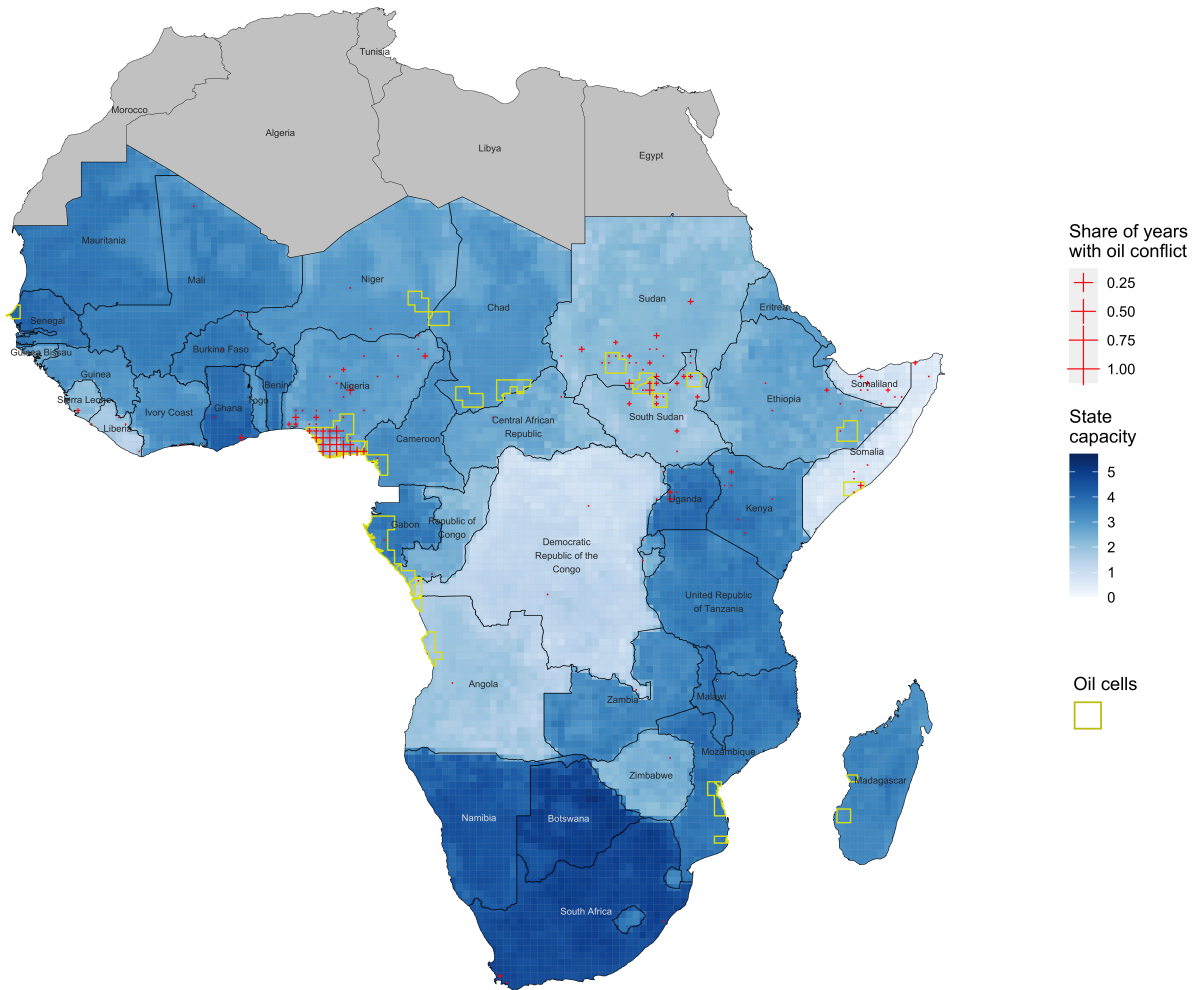 Tunisia
Morocco
Algeria
Libya
Egypt
Mauritania
Mali
Niger
Chad
Sudan
Eritrea
Senegal
Guinea Bissau
Guinea
Sierra Leone
Liberia
Ivory Coast
Burkina Faso
Ghana
Togo
Benin
Nigeria
Cameroon
Central African
Republic
South Sudan
Ethiopia
Somaliland
Somalia
Gabon
Republic of
Congo
Democratic
Republic of the
Congo
Uganda
Kenya
United Republic
of Tanzania
Angola
Zambia
Malawi
Mozambique
Zimbabwe
Madagascar
Namibia
Botswana
South Africa
Share of years
with oil conflict
0.25
0.50
0.75
1.00
State
capacity
5
4
3
2
1
0
Oil cells